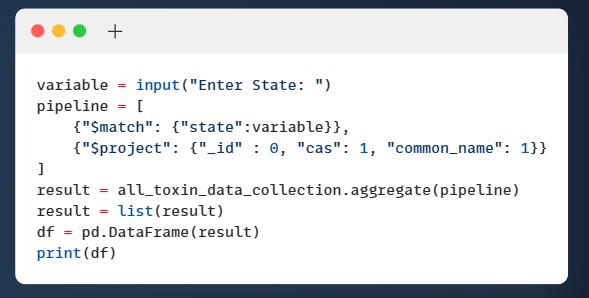 variable = input("Enter State: ")
pipeline = [
    {"$match": {"state":variable}},
    {"$project": {"_id" : 0, "cas": 1, "common_name": 1}}
]
result = all_toxin_data_collection.aggregate(pipeline)
result = list(result)
df = pd.DataFrame(result)
print(df)